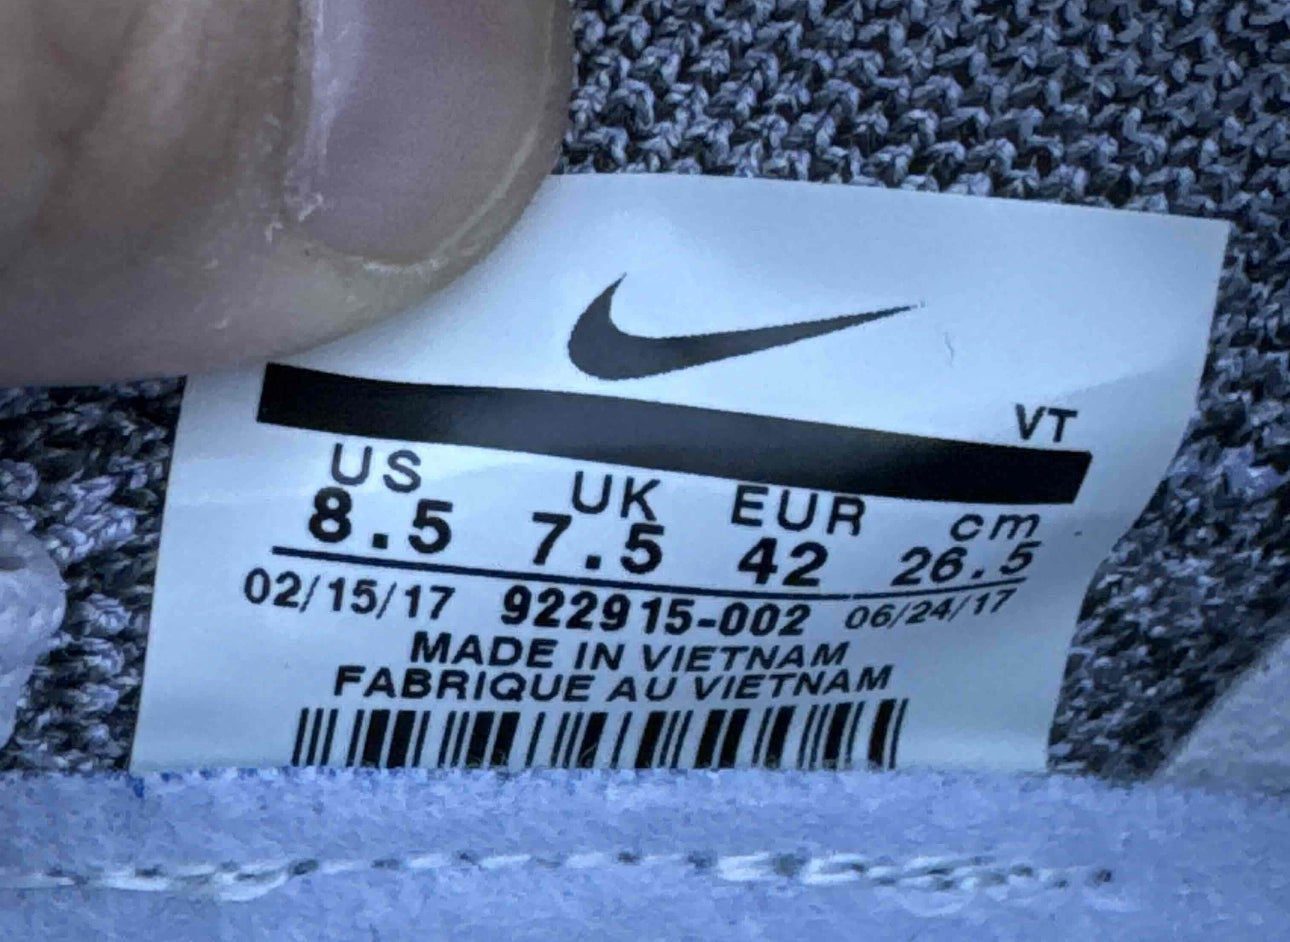 VT
US UK EUR cm
8.5 7.5 42 26.5
02/15/17 922915-002 06/24/17
MADE IN VIETNAM
FABRIQUE AU VIETNAM